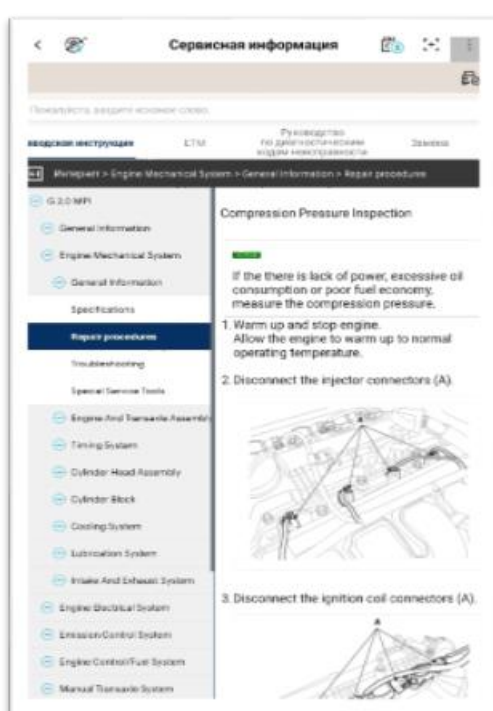 Сервисная информация
Пожалуйста, введите искомое слово.
ETM
Руководство
по диагностическим
кодам неисправности
Замена
> Engine Mechanical System > General Information > Repair procedures
G 2.0 MPI
General Information
Engine Mechanical System
General Information
Specifications
Repair procedures
Troubleshooting
Special Service Tools
Engine And Transaxle Assembly
Timing System
Cylinder Head Assembly
Cylinder Block
Cooling System
Lubrication System
Intake And Exhaust System
Engine Electrical System
Emission Control System
Engine Control/Fuel System
Manual Transaxle System
Compression Pressure Inspection
If the there is lack of power, excessive oil
consumption or poor fuel economy,
measure the compression pressure.
1. Warm up and stop engine.
Allow the engine to warm up to normal
operating temperature.
2. Disconnect the injector connectors (A).
A
3. Disconnect the ignition coil connectors (A).
A